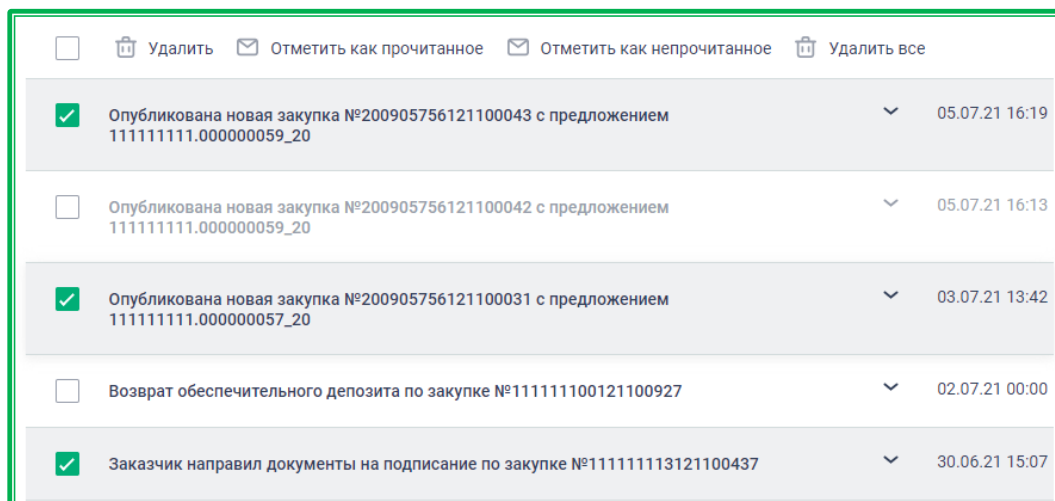 Удалить Отметить как прочитанное Отметить как непрочитанное Удалить все
Опубликована новая закупка №200905756121100043 с предложением 05.07.21 16:19
111111111.000000059_20
Опубликована новая закупка №200905756121100042 с предложением 05.07.21 16:13
111111111.000000059_20
Опубликована новая закупка №200905756121100031 с предложением 03.07.21 13:42
111111111.000000057_20
Возврат обеспечительного депозита по закупке №111111100121100927 02.07.21 00:00
Заказчик направил документы на подписание по закупке №111111113121100437 30.06.21 15:07